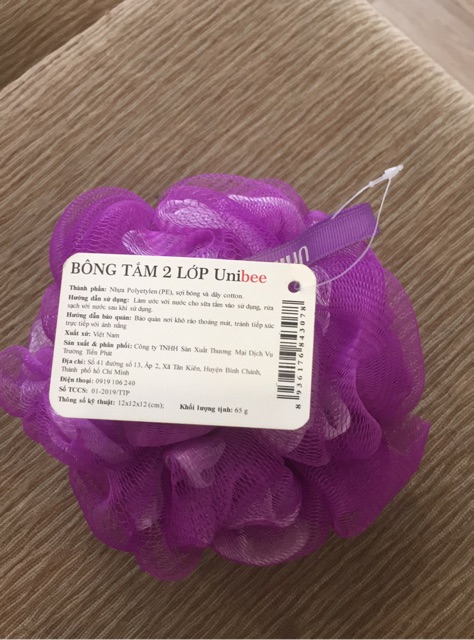 BÔNG TẮM 2 LỚP Unibee
Thành phần: Nhựa Polyetylen (PE), sợi bóng và dây cotton.
Hướng dẫn sử dụng: Làm ướt với nước cho sữa tắm vào sử dụng, rửa
sạch với nước sau khi sử dụng.
Hướng dẫn bảo quản: Bảo quản nơi khô ráo thoáng mát, tránh tiếp xúc
trực tiếp với ánh nắng
Xuất xứ: Việt Nam
Sản xuất & phân phối: Công ty TNHH Sản Xuất Thương Mại Dịch Vụ
Trường Tiến Phát
Địa chỉ: Số 41 đường số 13, Ấp 2, Xã Tân Kiên, Huyện Bình Chánh,
Thành phố hồ Chí Minh
Điện thoại: 0919 106 240
Số TCCS: 01-2019/TTP
Thông số kỹ thuật: 12x12x12 (cm); Khối lượng tịnh: 65 g
8 936176 843078